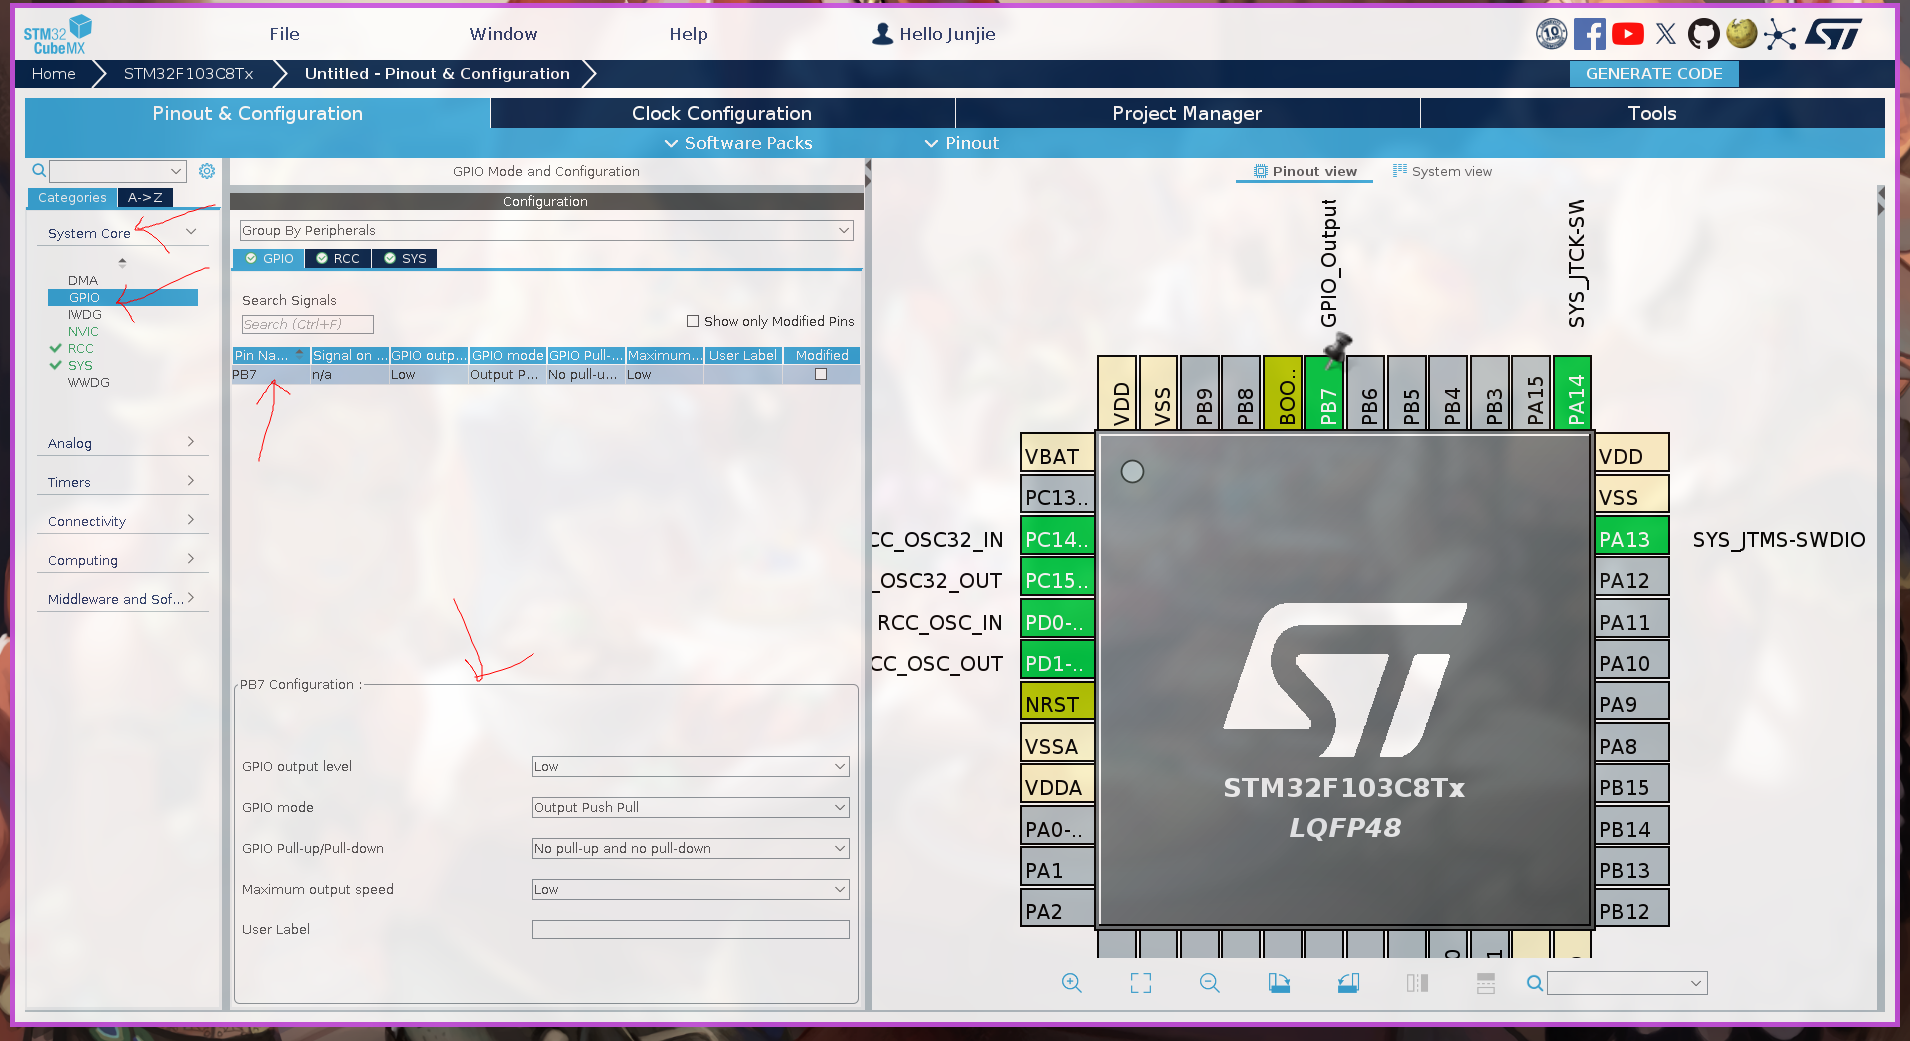 STM32
CubeMX
File
Window
Help
Hello Junjie
10
Home
STM32F103C8Tx
Untitled - Pinout & Configuration
GENERATE CODE
Pinout & Configuration
Clock Configuration
Project Manager
Tools
Software Packs
Pinout
Categories
A->Z
System Core
DMA
GPIO
IWDG
NVIC
RCC
SYS
WWDG
Analog
Timers
Connectivity
Computing
Middleware and Sof...
GPIO Mode and Configuration
Configuration
Group By Peripherals
GPIO
RCC
SYS
Search Signals
Search (Ctrl+F)
Show only Modified Pins
Pin Na... Signal on ... GPIO outp... GPIO mode GPIO Pull-... Maximum... User Label Modified
PB7 n/a Low Output P... No pull-u... Low
PB7 Configuration :
GPIO output level Low
GPIO mode Output Push Pull
GPIO Pull-up/Pull-down No pull-up and no pull-down
Maximum output speed Low
User Label
Pinout view
System view
GPIO_Output
SYS_JTCK-SW
VDD
VSS
PB9
PB8
BOO..
PB7
PB6
PB5
PB4
PB3
PA15
PA14
VBAT
PC13..
CC_OSC32_IN PC14..
_OSC32_OUT PC15..
RCC_OSC_IN PD0-..
CC_OSC_OUT PD1-..
NRST
VSSA
VDDA
PA0-..
PA1
PA2
VDD
VSS
PA13 SYS_JTMS-SWDIO
PA12
PA11
PA10
PA9
PA8
PB15
PB14
PB13
PB12
ST
STM32F103C8Tx
LQFP48